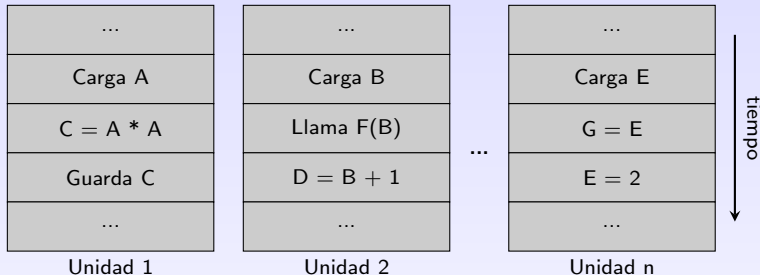 ...
Carga A
C = A * A
Guarda C
...
Unidad 1
...
Carga B
Llama F(B)
D = B + 1
...
Unidad 2
...
...
Carga E
G = E
E = 2
...
Unidad n
tiempo